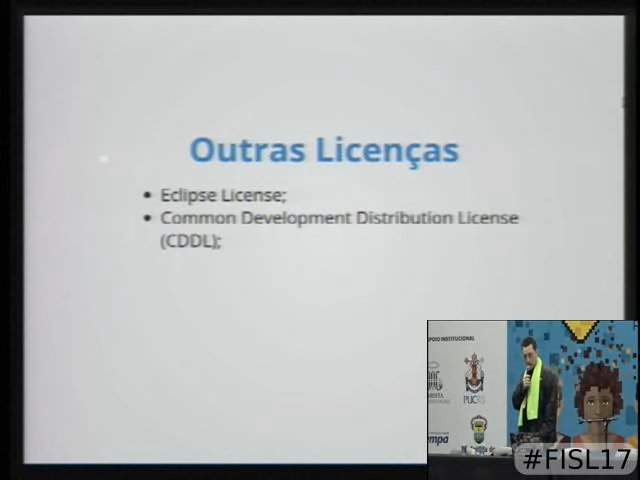 Outras Licenças
• Eclipse License;
• Common Development Distribution License
(CDDL);
APOIO INSTITUCIONAL
PUCRS
#FISL17